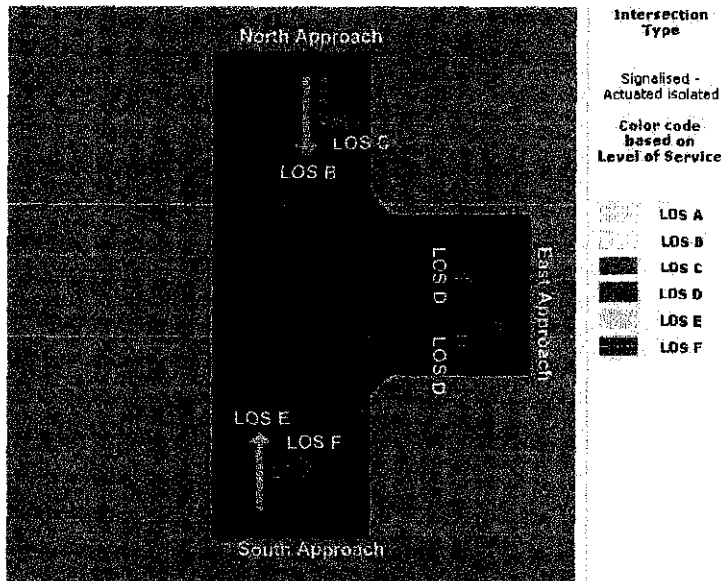 North Approach
LOS C
LOS B
LOS D
LOS D
East Approach
LOS E
LOS F
South Approach
Intersection
Type
Signalised -
Actuated isolated
Color code
based on
Level of Service
LOS A
LOS B
LOS C
LOS D
LOS E
LOS F